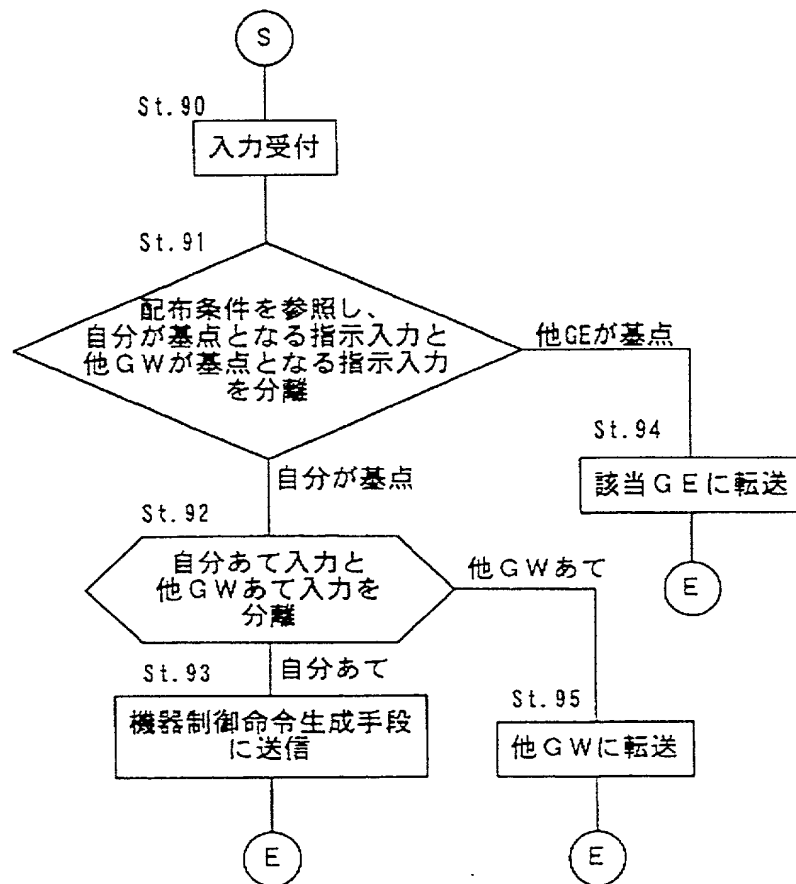 S
St.90
入力受付
St.91
配布条件を参照し、
自分が基点となる指示入力と
他ＧＷが基点となる指示入力
を分離
他GEが基点
St.94
該当ＧＥに転送
E
自分が基点
St.92
自分あて入力と
他ＧＷあて入力を
分離
他ＧＷあて
St.95
他ＧＷに転送
E
自分あて
St.93
機器制御命令生成手段
に送信
E